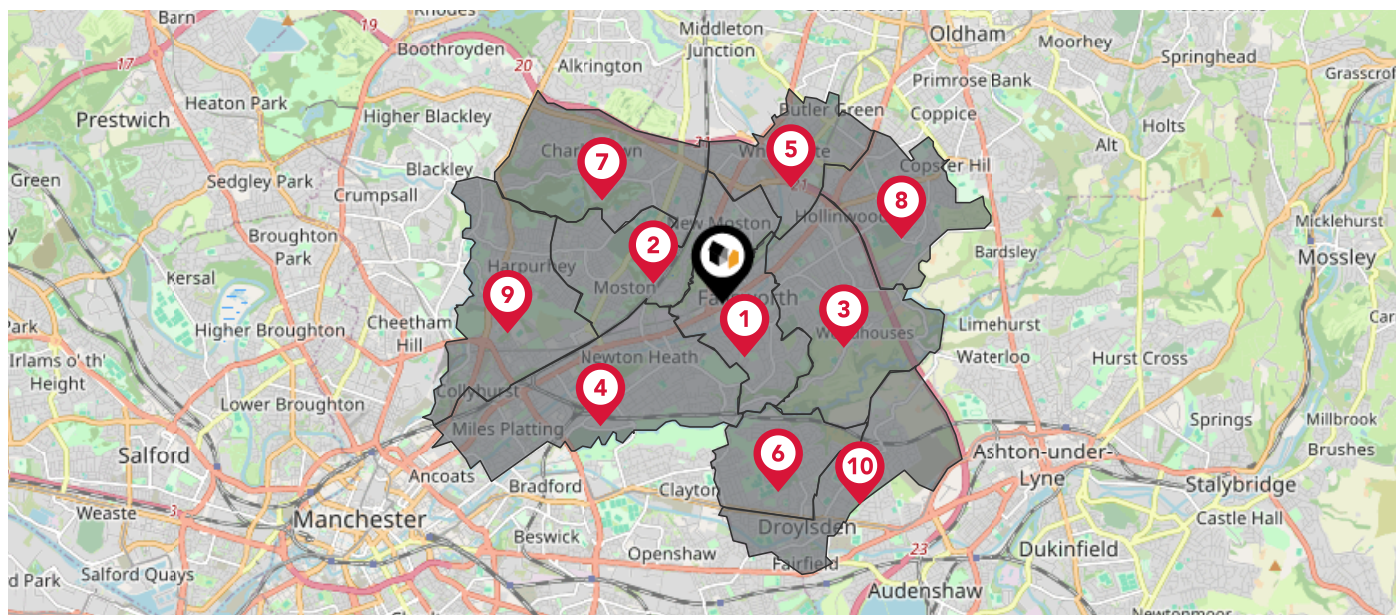 Barn
19
Rhodes
Boothroyden
Middleton
Junction
Oldham
Moorhey
Springhead
17
20
Alkrington
Primrose Bank
Grasscrof
Heaton Park
Prestwich
Higher Blackley
Butler Green
Coppice
Holts
21
Alt
Blackley
7
5
21
Copster Hil
Green
Sedgley Park
Crumpsall
8
Hollinwood
Micklehurst
Broughton
Park
New Moston
2
Bardsley
Mossley
Kersal
Harpurhey
Moston
9
1
3
Park
Higher Broughton
Cheetham
Hill
Limehurst
Woodhouses
Irlams o' th'
Height
Newton Heath
Waterloo
Hurst Cross
4
Collyhurst
Lower Broughton
Miles Platting
Springs
Millbrook
Brushes
Salford
6
10
Ashton-under-
Lyne
Ancoats
Bradford
Clayton
Stalybridge
3
Weaste
Manchester
Droylsden
Castle Hall
Beswick
Openshaw
23
Dukinfield
Fairfield
d Park
Salford Quays
Audenshaw